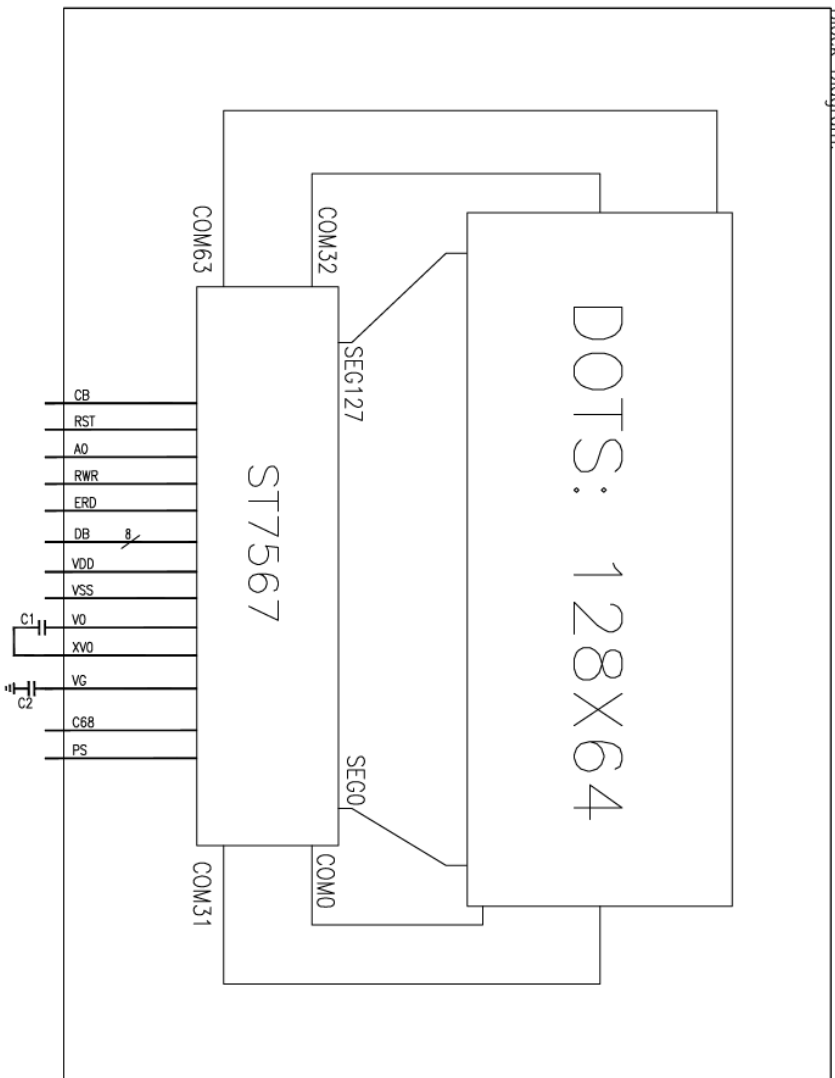 COM63
COM32
SEG127
DOTS: 128X64
ST7567
CB
RST
A0
RWR
ERD
DB
8
VDD
VSS
C1
V0
XV0
VG
C2
C68
PS
SEG0
COM31
COM0